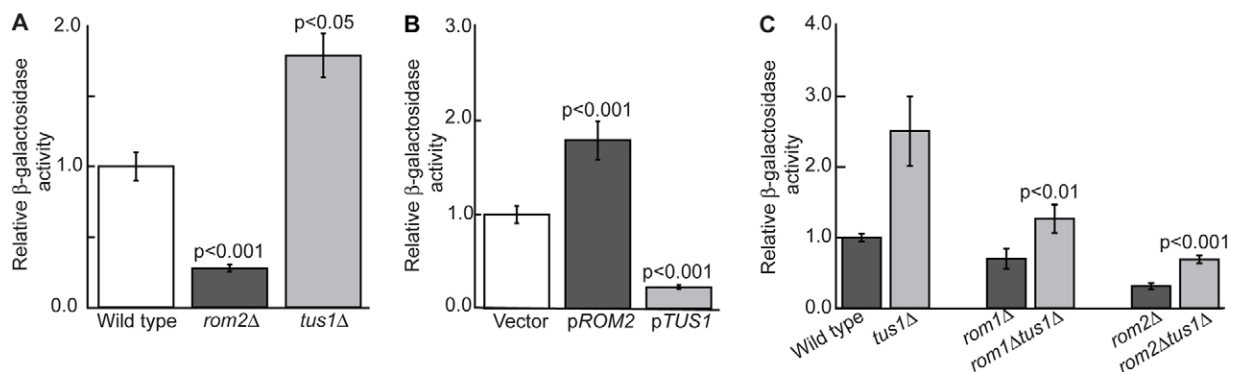 A
Relative β-galactosidase
activity
2.0
1.0
0.0
p<0.001
p<0.05
Wild type
rom2Δ
tus1Δ
B
Relative β-galactosidase
activity
3.0
2.0
1.0
0.0
p<0.001
p<0.001
Vector
pROM2
pTUS1
C
Relative β-galactosidase
activity
4.0
3.0
2.0
1.0
0.0
p<0.01
p<0.001
Wild type
tus1Δ
rom1Δ
rom1Δtus1Δ
rom2Δ
rom2Δtus1Δ